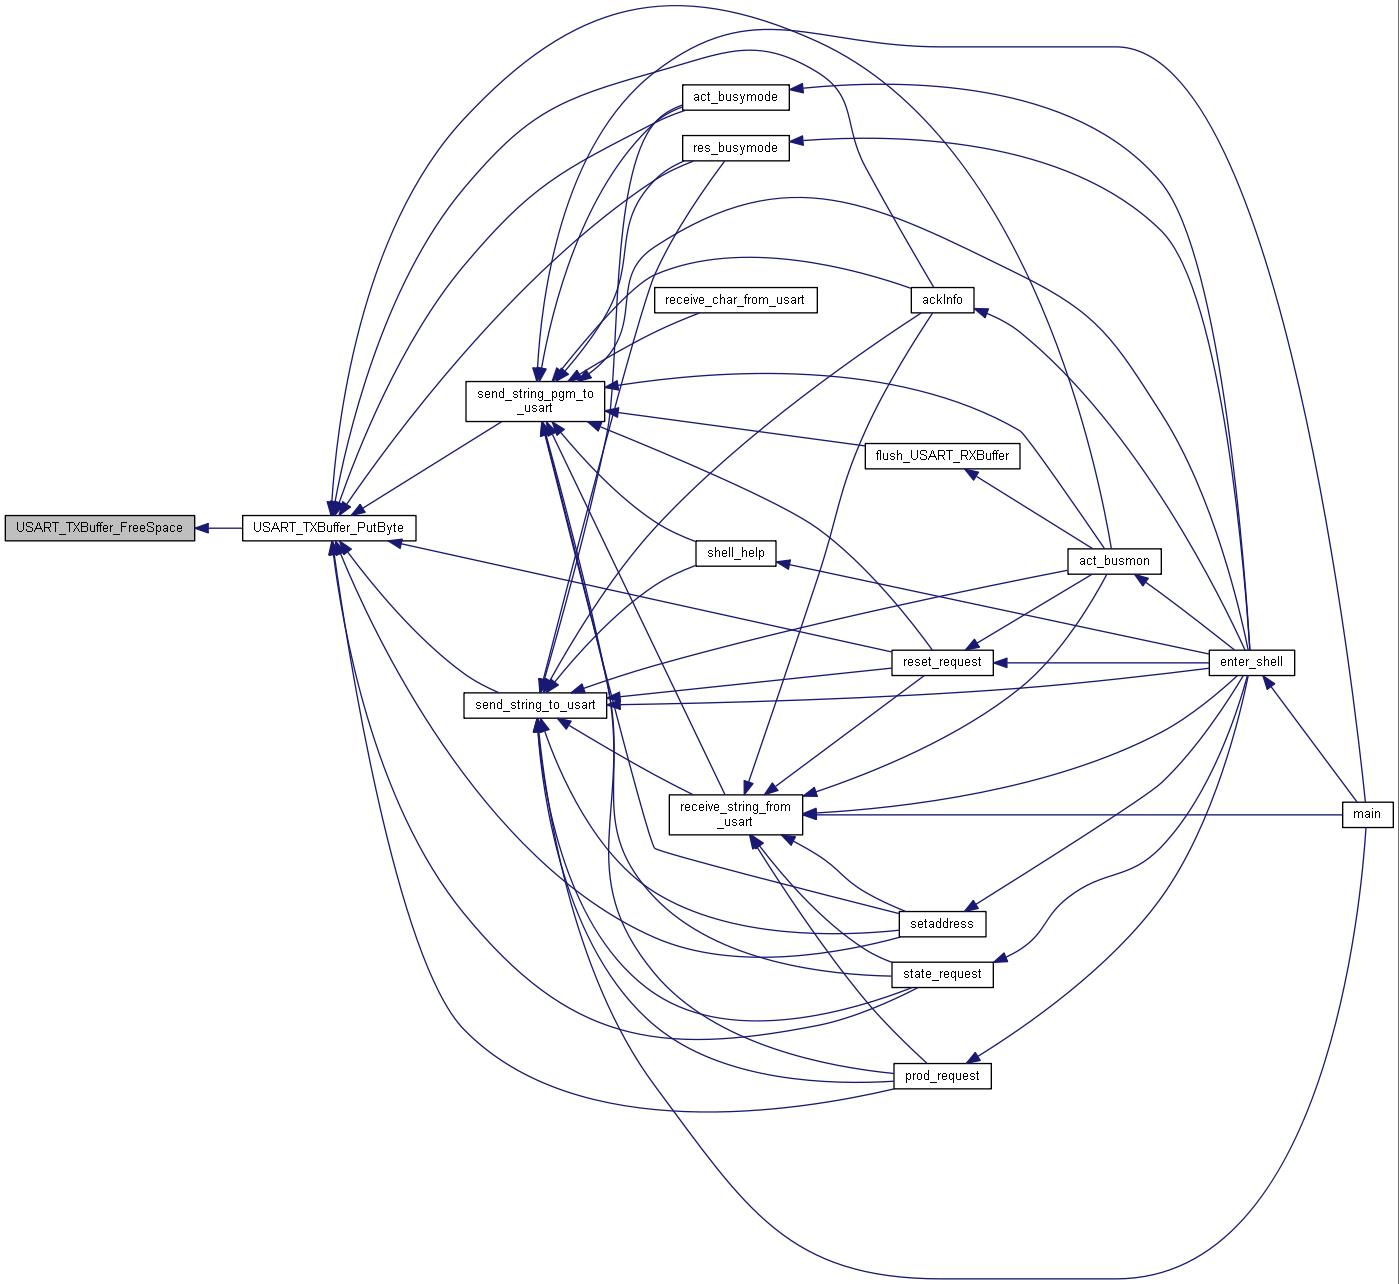 act_busymode
res_busymode
receive_char_from_usart
ackInfo
send_string_pgm_to
_usart
flush_USART_RXBuffer
USART_TXBuffer_FreeSpace
USART_TXBuffer_PutByte
shell_help
act_busmon
reset_request
enter_shell
send_string_to_usart
receive_string_from
_usart
main
setaddress
state_request
prod_request